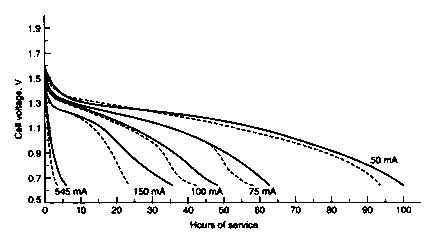 Cell voltage, V
1.9
1.7
1.5
1.3
1.1
0.9
0.7
0.5
545 mA
150 mA
100 mA
75 mA
50 mA
0 10 20 30 40 50 60 70 80 90 100
Hours of service